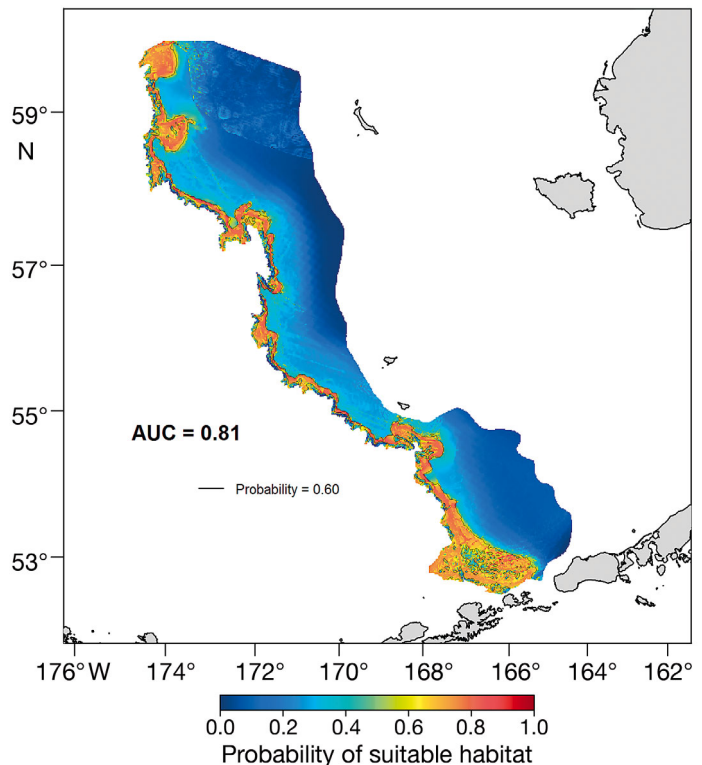 59°
N
57°
55°
AUC = 0.81
Probability = 0.60
53°
176°W 174° 172° 170° 168° 166° 164° 162°
0.0 0.2 0.4 0.6 0.8 1.0
Probability of suitable habitat